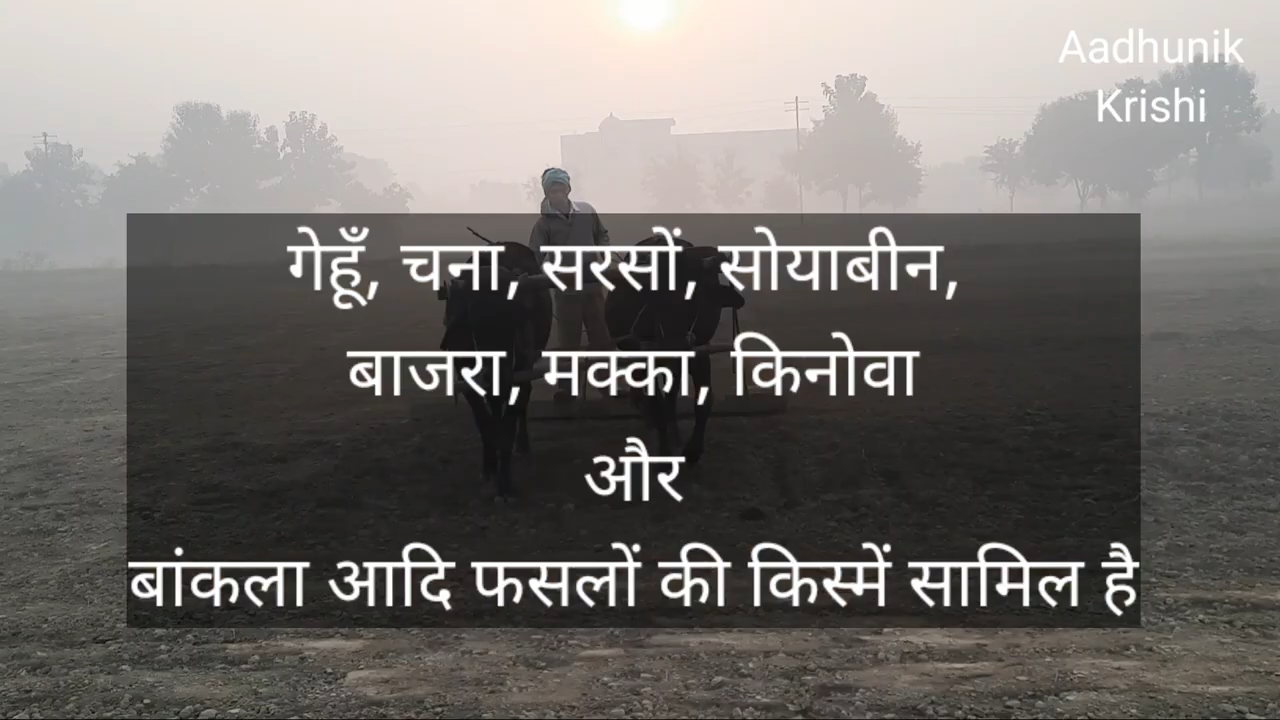 Aadhunik
Krishi
गेहूँ, चना, सरसों, सोयाबीन,
बाजरा, मक्का, किनोवा
और
बांकला आदि फसलों की किस्में सामिल है